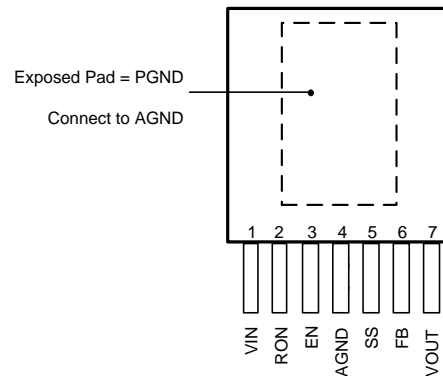 Exposed Pad = PGND
Connect to AGND
1 2 3 4 5 6 7
VIN RON EN AGND SS FB VOUT